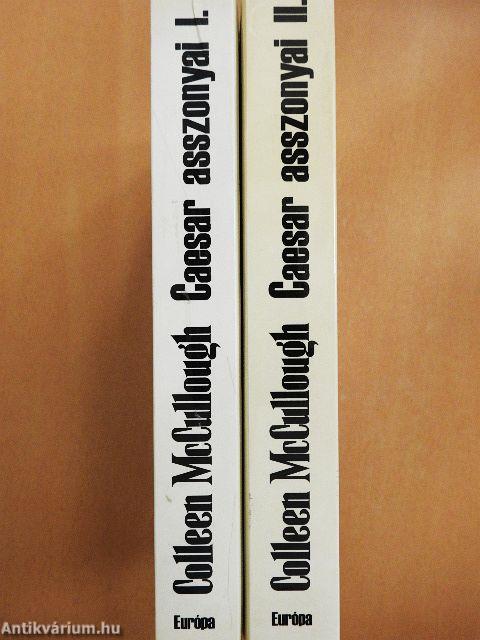 Colleen McCullough Caesar asszonyai I.
Európa
Colleen McCullough Caesar asszonyai II.
Európa
Antikvárium.hu